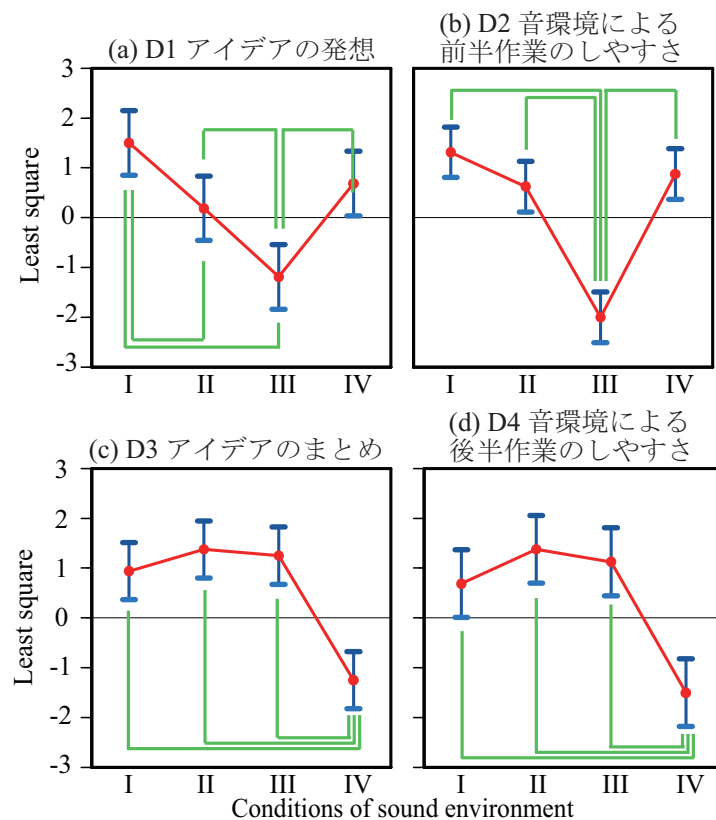 (a) D1 アイデアの発想
(b) D2 音環境による
前半作業のしやすさ
Least square
3
2
1
0
-1
-2
-3
I II III IV
I II III IV
(c) D3 アイデアのまとめ
(d) D4 音環境による
後半作業のしやすさ
Least square
3
2
1
0
-1
-2
-3
I II III IV
I II III IV
Conditions of sound environment